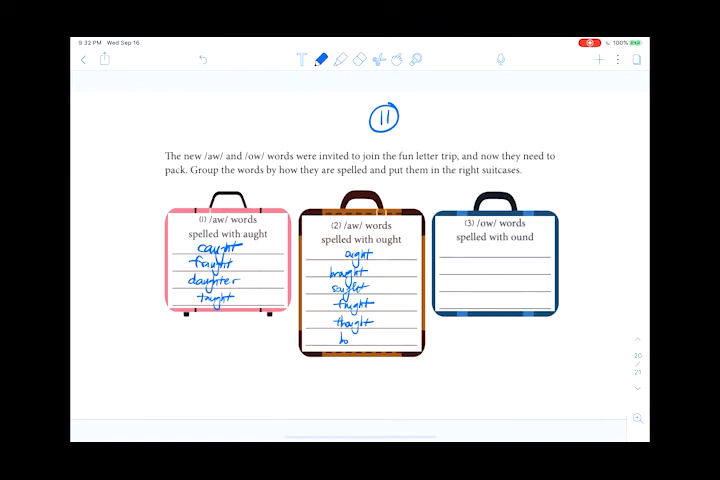 9:32 PM Wed Sep 16
100%
T
11
The new /aw/ and /ow/ words were invited to join the fun letter trip, and now they need to
pack. Group the words by how they are spelled and put them in the right suitcases.
(1) /aw/ words
spelled with aught
caught
fraught
daughter
taught
(2) /aw/ words
spelled with ought
ought
brought
sought
fought
thought
bo
(3) /ow/ words
spelled with ound
20
/
21